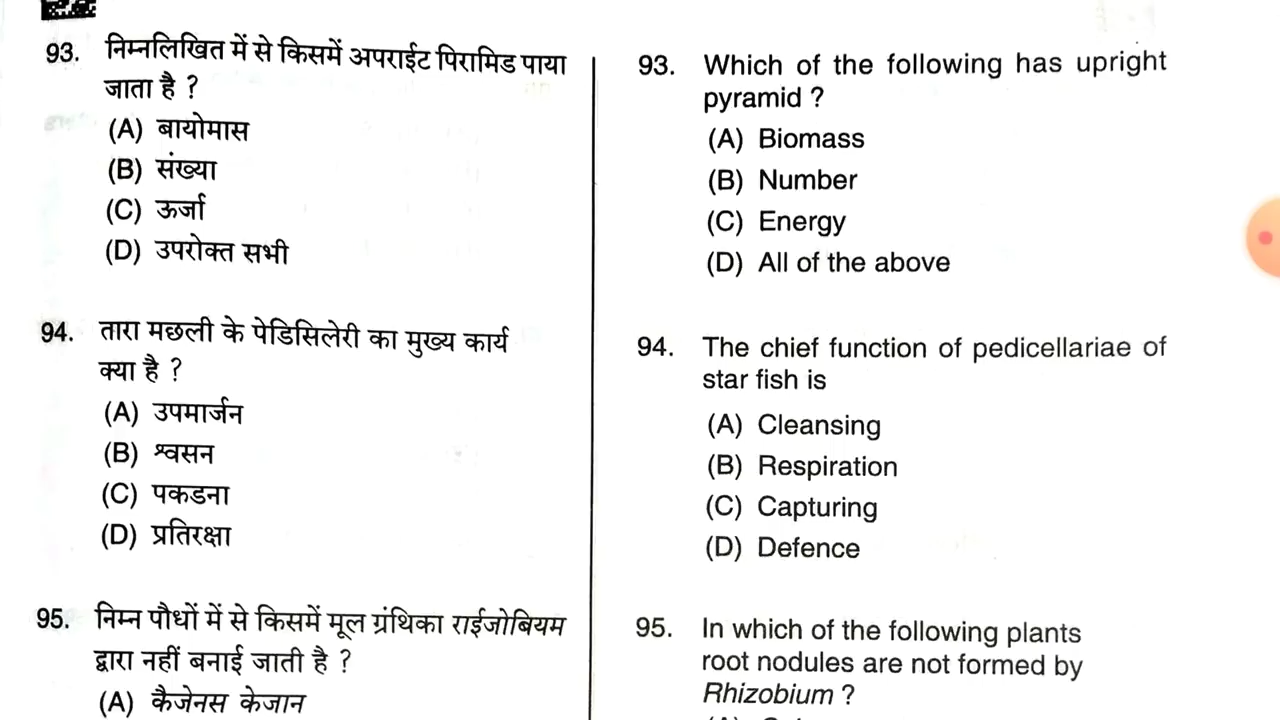 93. निम्नलिखित में से किसमें अपराईट पिरामिड पाया
जाता है ?
(A) बायोमास
(B) संख्या
(C) ऊर्जा
(D) उपरोक्त सभी
94. तारा मछली के पेडिसिलेरी का मुख्य कार्य
क्या है ?
(A) उपमार्जन
(B) श्वसन
(C) पकडना
(D) प्रतिरक्षा
95. निम्न पौधों में से किसमें मूल ग्रंथिका राईजोबियम
द्वारा नहीं बनाई जाती है ?
(A) कैजेनस केजान
93. Which of the following has upright
pyramid ?
(A) Biomass
(B) Number
(C) Energy
(D) All of the above
94. The chief function of pedicellariae of
star fish is
(A) Cleansing
(B) Respiration
(C) Capturing
(D) Defence
95. In which of the following plants
root nodules are not formed by
Rhizobium ?